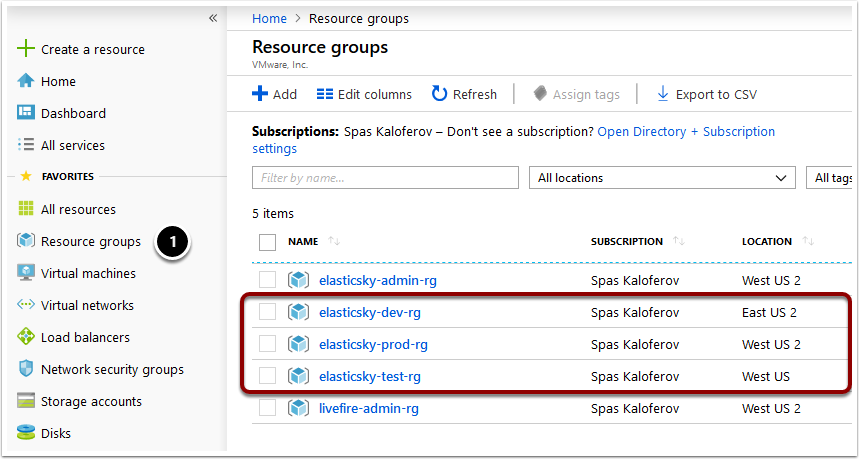 «
Create a resource
Home
Dashboard
All services
FAVORITES
All resources
Resource groups
1
Virtual machines
Virtual networks
Load balancers
Network security groups
Storage accounts
Disks
Home > Resource groups
Resource groups
VMware, Inc.
Add Edit columns Refresh Assign tags Export to CSV
Subscriptions: Spas Kaloferov – Don't see a subscription? Open Directory + Subscription
settings
Filter by name... All locations All tags
5 items
NAME SUBSCRIPTION LOCATION
elasticsky-admin-rg Spas Kaloferov West US 2
elasticsky-dev-rg Spas Kaloferov East US 2
elasticsky-prod-rg Spas Kaloferov West US 2
elasticsky-test-rg Spas Kaloferov West US
livefire-admin-rg Spas Kaloferov West US 2